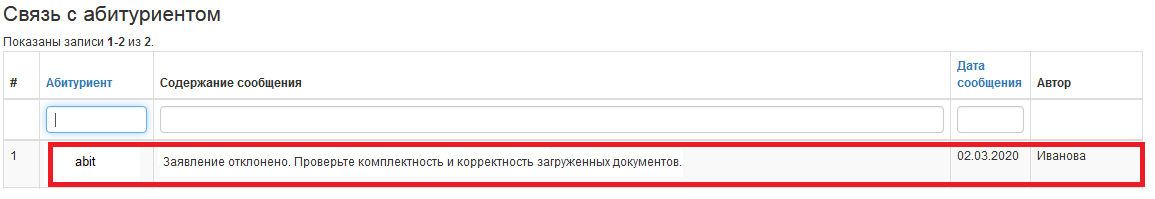 Связь с абитуриентом
Показаны записи 1-2 из 2.
# Абитуриент Содержание сообщения Дата сообщения Автор
1 abit Заявление отклонено. Проверьте комплектность и корректность загруженных документов. 02.03.2020 Иванова